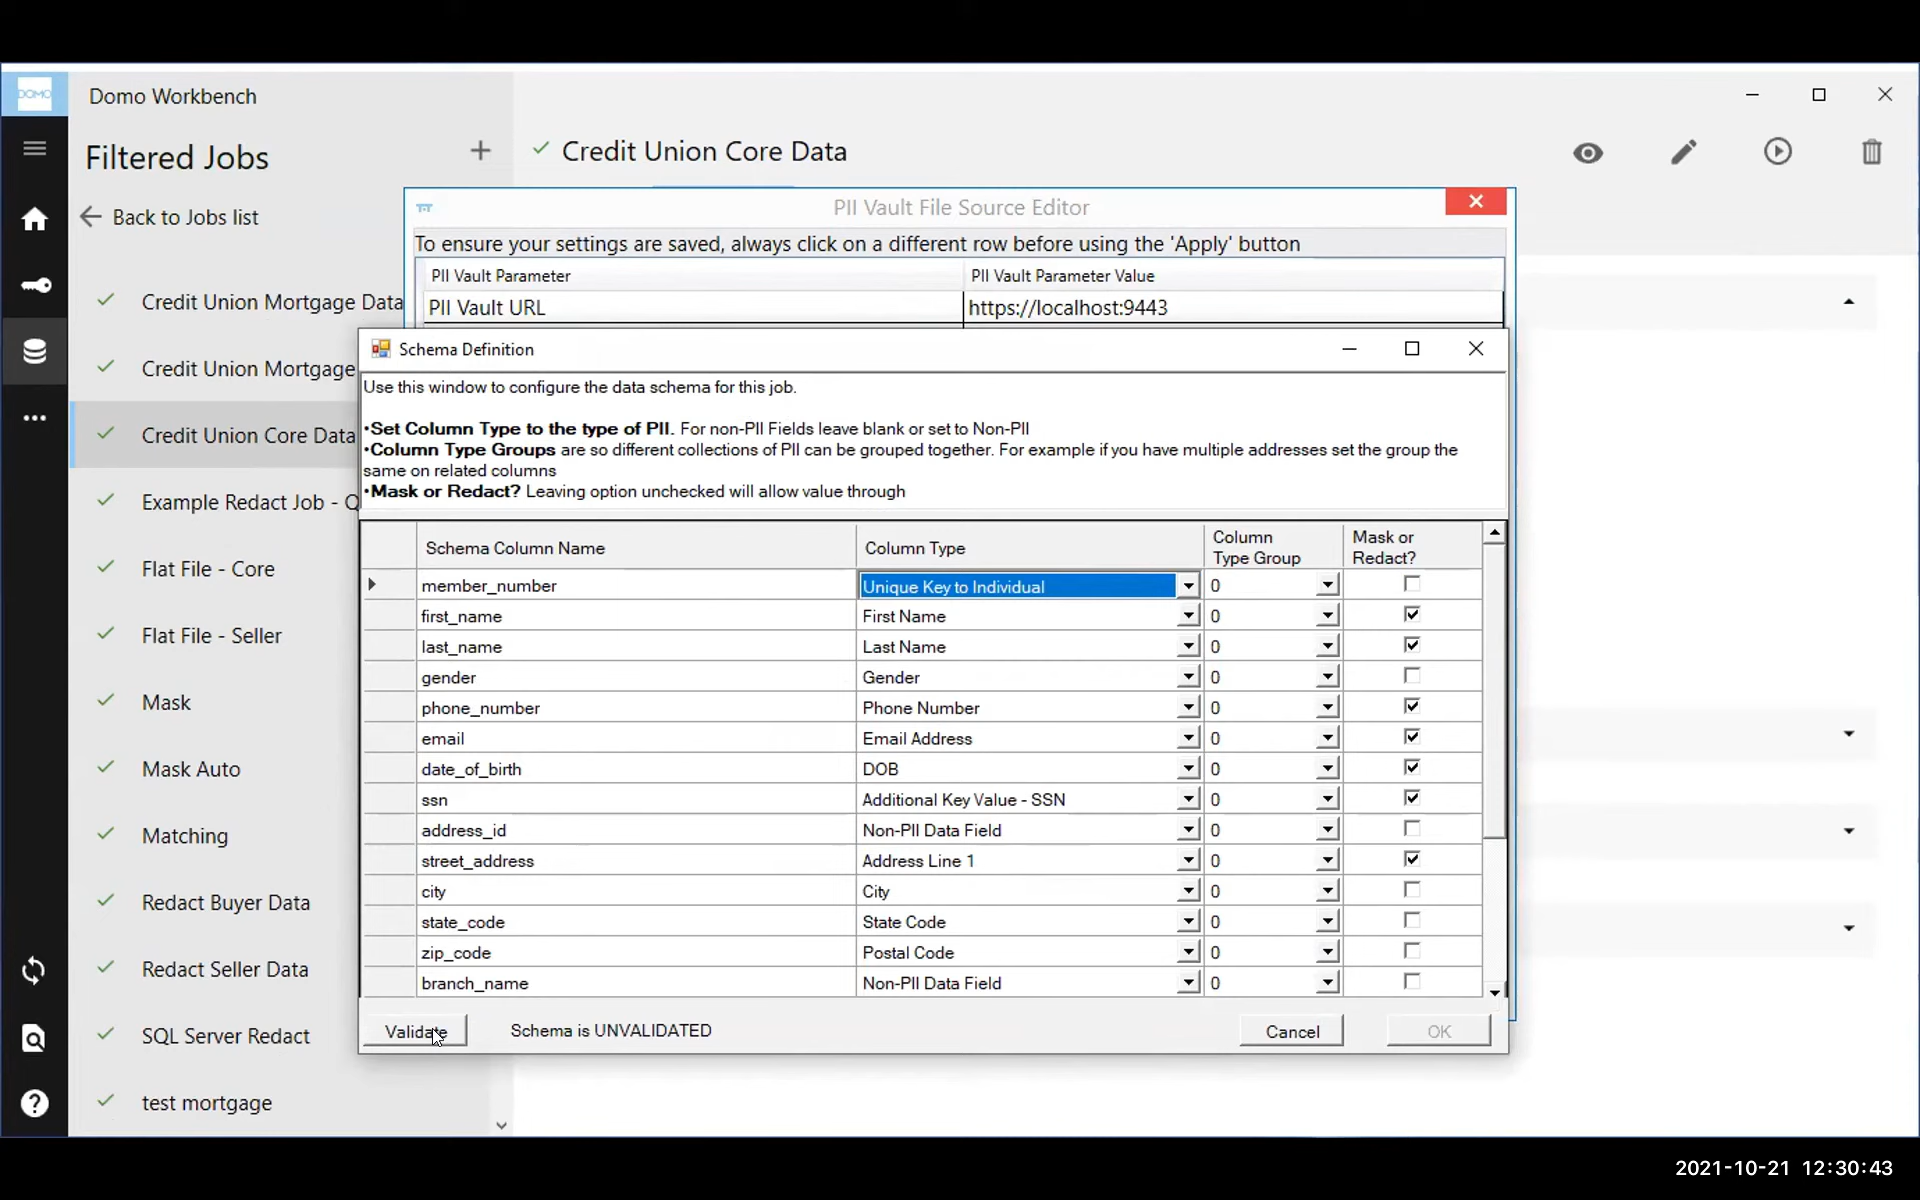 DOMO
Domo Workbench
Filtered Jobs
Credit Union Core Data
Back to Jobs list
Credit Union Mortgage Data
Credit Union Mortgage
Credit Union Core Data
Example Redact Job - Q
Flat File - Core
Flat File - Seller
Mask
Mask Auto
Matching
Redact Buyer Data
Redact Seller Data
SQL Server Redact
test mortgage
PII Vault File Source Editor
To ensure your settings are saved, always click on a different row before using the 'Apply' button
PII Vault Parameter PII Vault Parameter Value
PII Vault URL https://localhost:9443
Schema Definition
Use this window to configure the data schema for this job.
•Set Column Type to the type of PII. For non-PII Fields leave blank or set to Non-PII
•Column Type Groups are so different collections of PII can be grouped together. For example if you have multiple addresses set the group the
same on related columns
•Mask or Redact? Leaving option unchecked will allow value through
Schema Column Name Column Type Column Type Group Mask or Redact?
member_number Unique Key to Individual 0
first_name First Name 0
last_name Last Name 0
gender Gender 0
phone_number Phone Number 0
email Email Address 0
date_of_birth DOB 0
ssn Additional Key Value - SSN 0
address_id Non-PII Data Field 0
street_address Address Line 1 0
city City 0
state_code State Code 0
zip_code Postal Code 0
branch_name Non-PII Data Field 0
Validate Schema is UNVALIDATED Cancel OK
2021-10-21 12:30:43